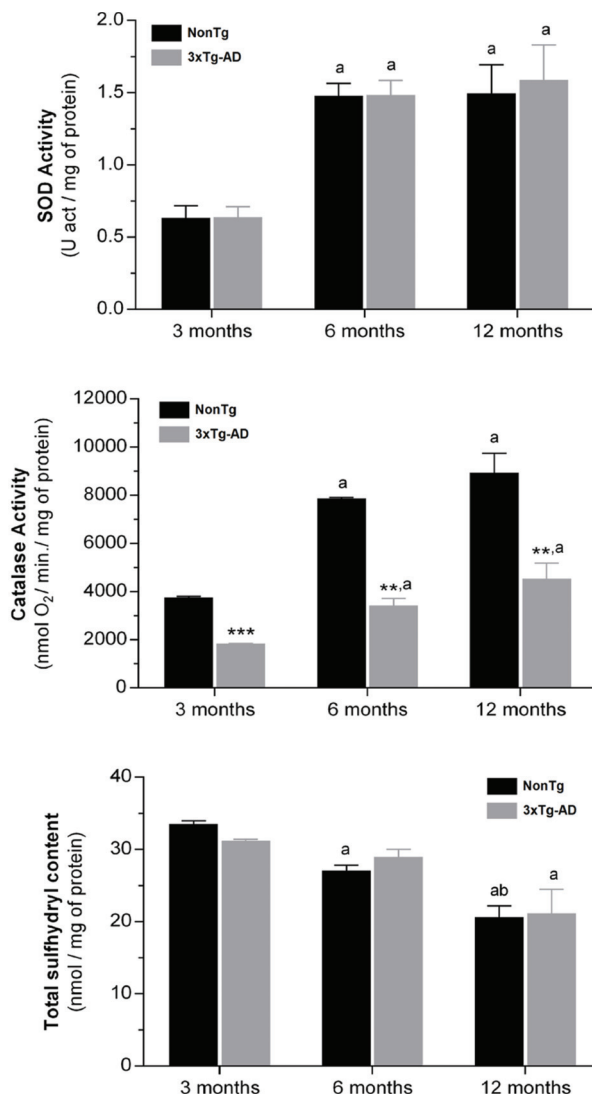 NonTg
3xTg-AD
SOD Activity
(U act / mg of protein)
2.0
1.5
1.0
0.5
0.0
a a
a a
3 months 6 months 12 months
NonTg
3xTg-AD
Catalase Activity
(nmol O₂/ min./ mg of protein)
12000
10000
8000
6000
4000
2000
0
***
a **,a
a **,a
3 months 6 months 12 months
NonTg
3xTg-AD
Total sulfhydryl content
(nmol / mg of protein)
40
30
20
10
0
a
ab a
3 months 6 months 12 months